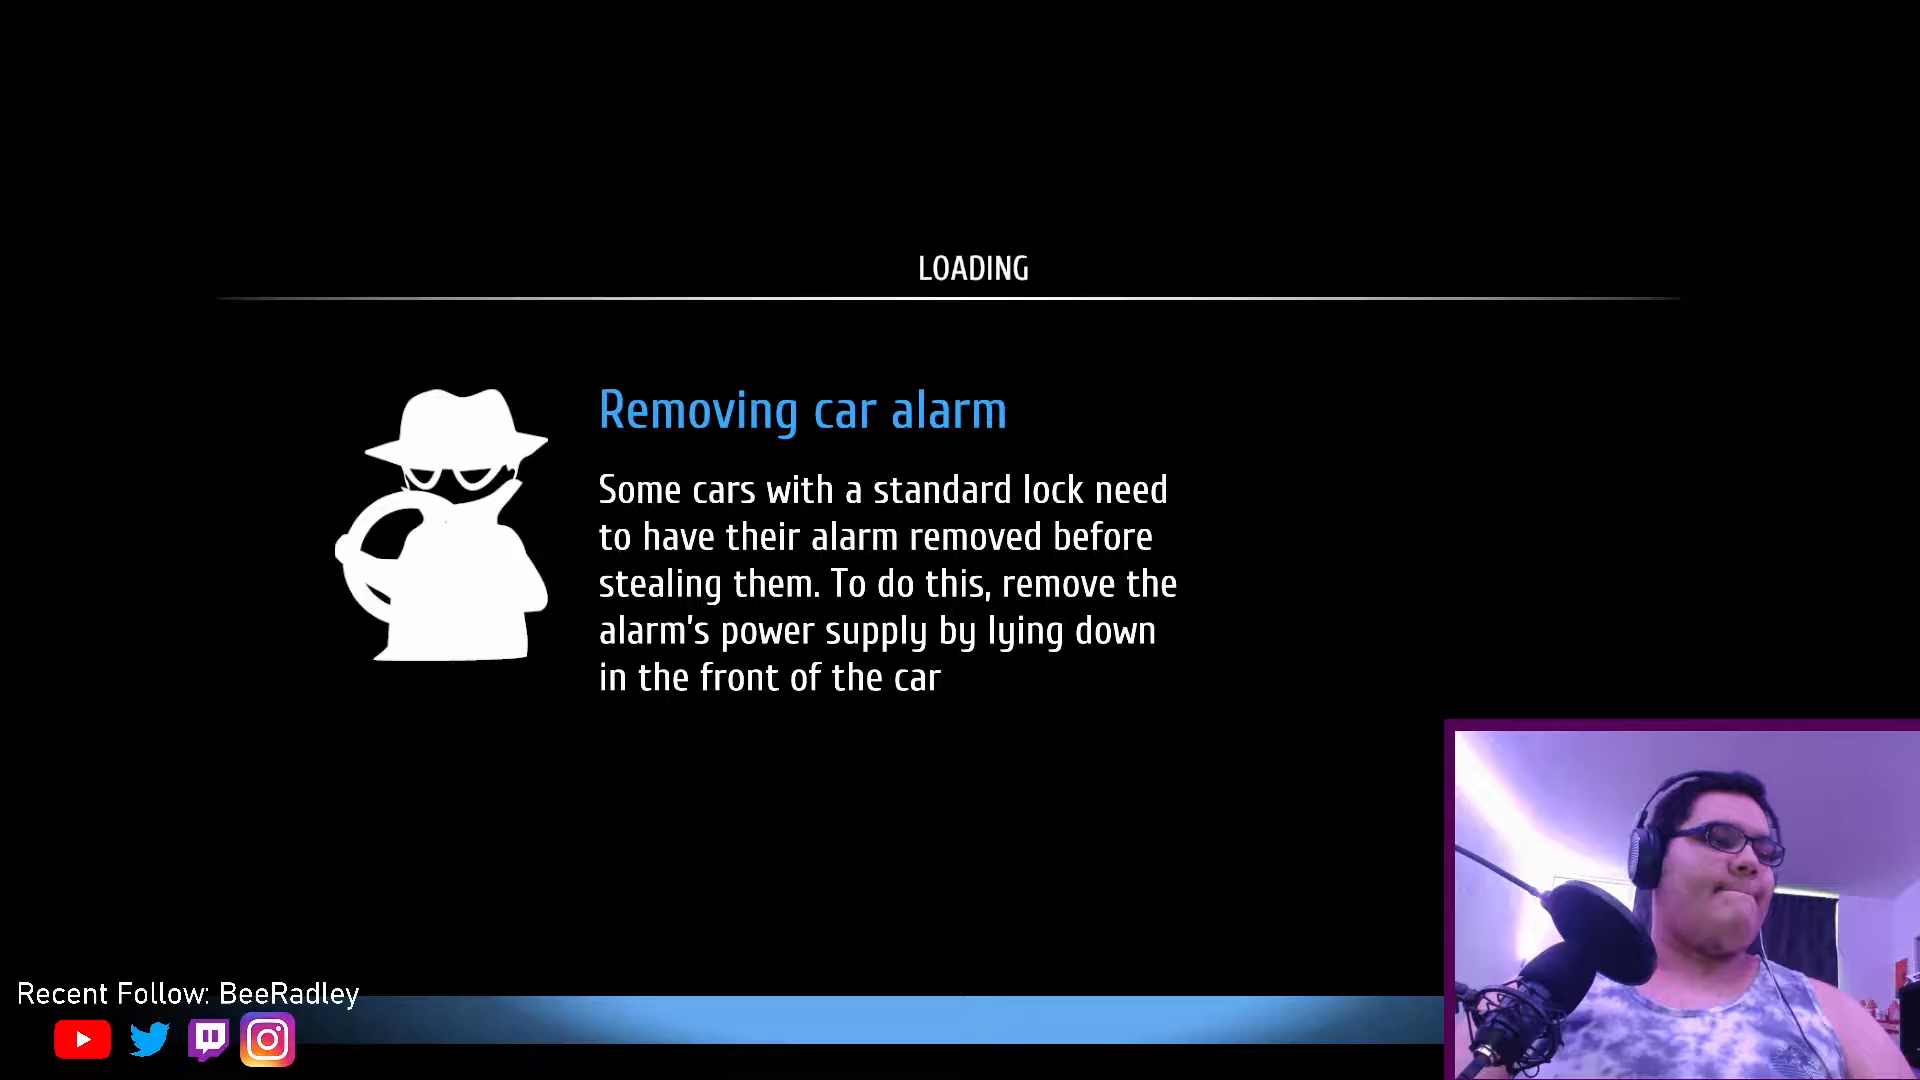 LOADING
Removing car alarm
Some cars with a standard lock need
to have their alarm removed before
stealing them. To do this, remove the
alarm's power supply by lying down
in the front of the car
Recent Follow: BeeRadley